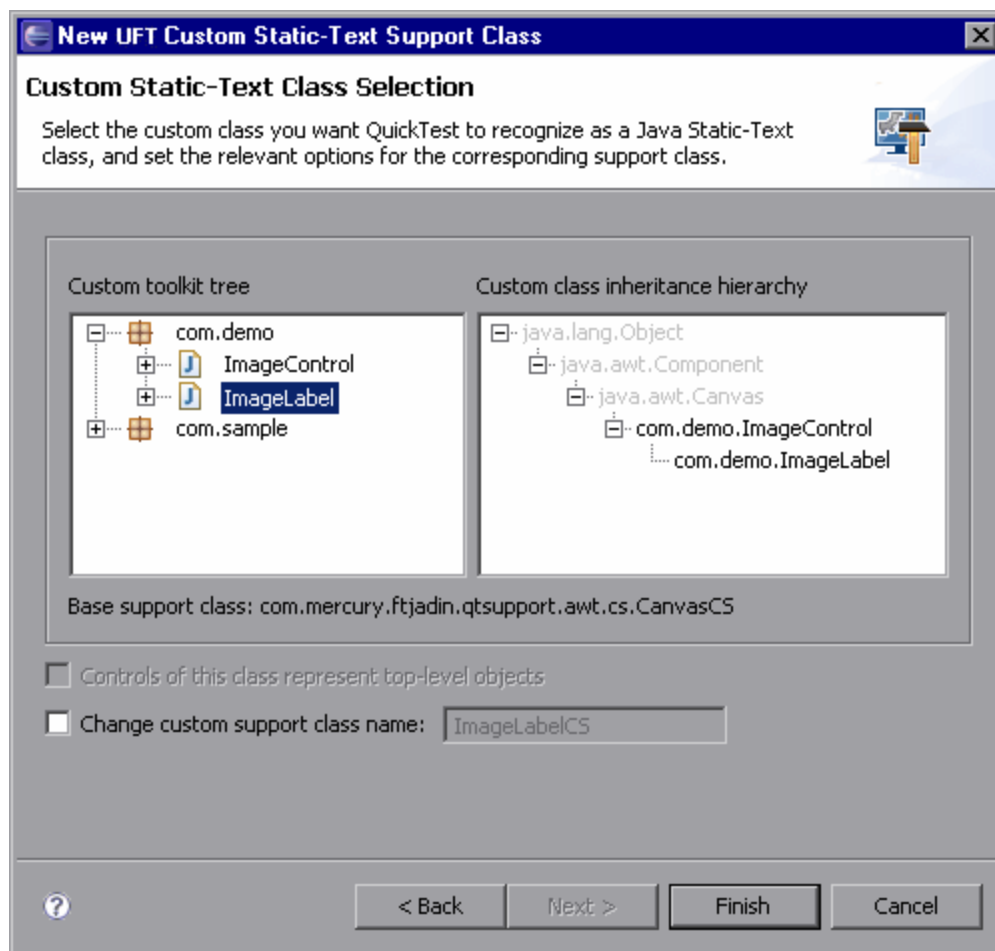 New UFT Custom Static-Text Support Class
Custom Static-Text Class Selection
Select the custom class you want QuickTest to recognize as a Java Static-Text
class, and set the relevant options for the corresponding support class.
Custom toolkit tree
com.demo
ImageControl
ImageLabel
com.sample
Custom class inheritance hierarchy
java.lang.Object
java.awt.Component
java.awt.Canvas
com.demo.ImageControl
com.demo.ImageLabel
Base support class: com.mercury.ftjadin.qtsupport.awt.cs.CanvasCS
Controls of this class represent top-level objects
Change custom support class name: ImageLabelCS
< Back Next > Finish Cancel